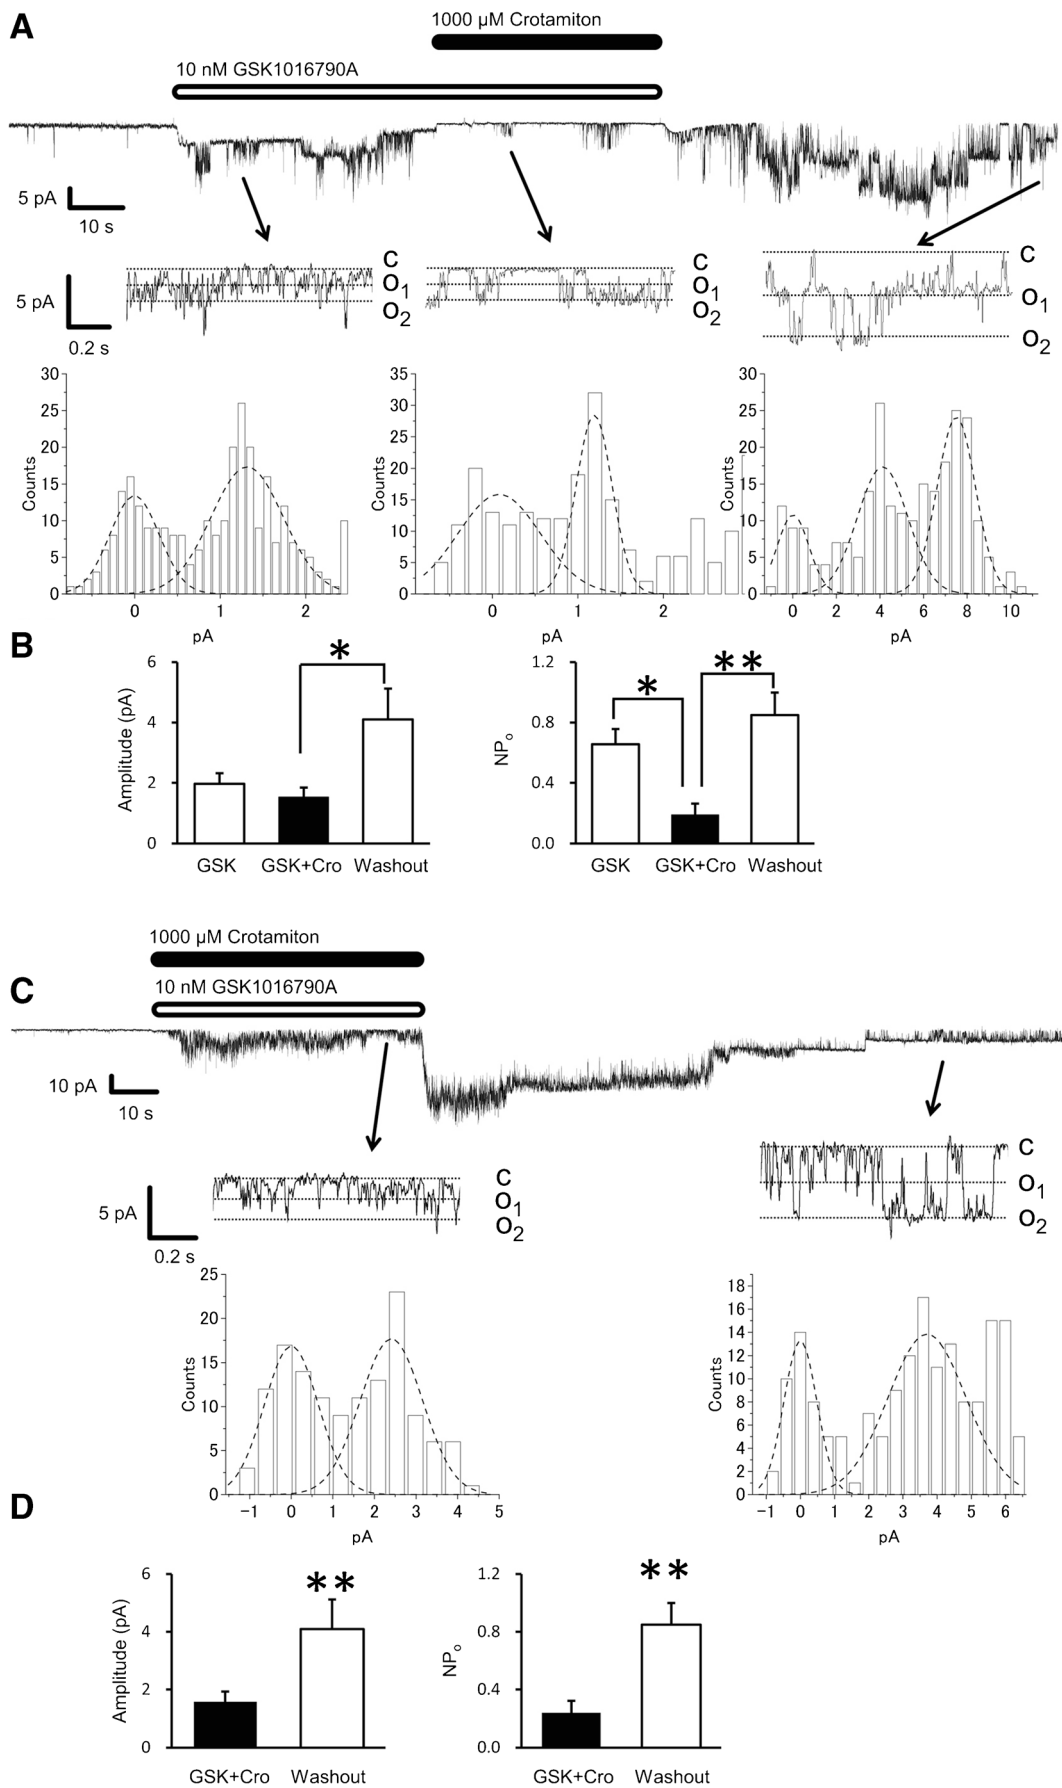 A
1000 µM Crotamiton
10 nM GSK1016790A
5 pA
10 s
5 pA
0.2 s
C
O1
O2
C
O1
O2
C
O1
O2
30
25
20
15
10
5
0
Counts
0 1 2
pA
35
30
25
20
15
10
5
0
Counts
0 1 2
pA
30
25
20
15
10
5
0
Counts
0 2 4 6 8 10
pA
B
6
4
2
0
Amplitude (pA)
*
GSK GSK+Cro Washout
1.2
0.8
0.4
0.0
NPo
* **
GSK GSK+Cro Washout
C
1000 µM Crotamiton
10 nM GSK1016790A
10 pA
10 s
5 pA
0.2 s
C
O1
O2
C
O1
O2
25
20
15
10
5
0
Counts
−1 0 1 2 3 4 5
pA
18
16
14
12
10
8
6
4
2
0
Counts
−1 0 1 2 3 4 5 6
pA
D
6
4
2
0
Amplitude (pA)
**
GSK+Cro Washout
1.2
0.8
0.4
0.0
NPo
**
GSK+Cro Washout